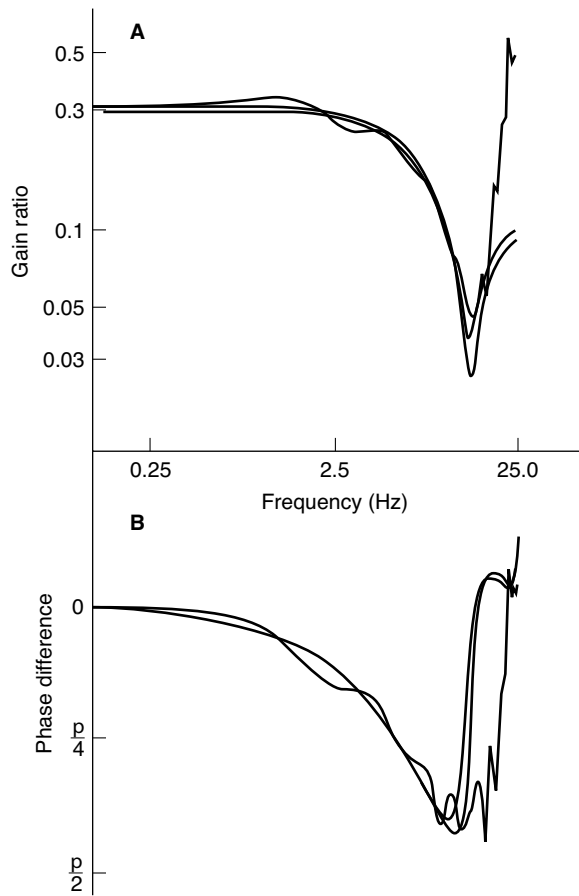 A
0.5
0.3
0.1
0.05
0.03
Gain ratio
0.25 2.5 25.0
Frequency (Hz)
B
0
p
4
p
2
Phase difference